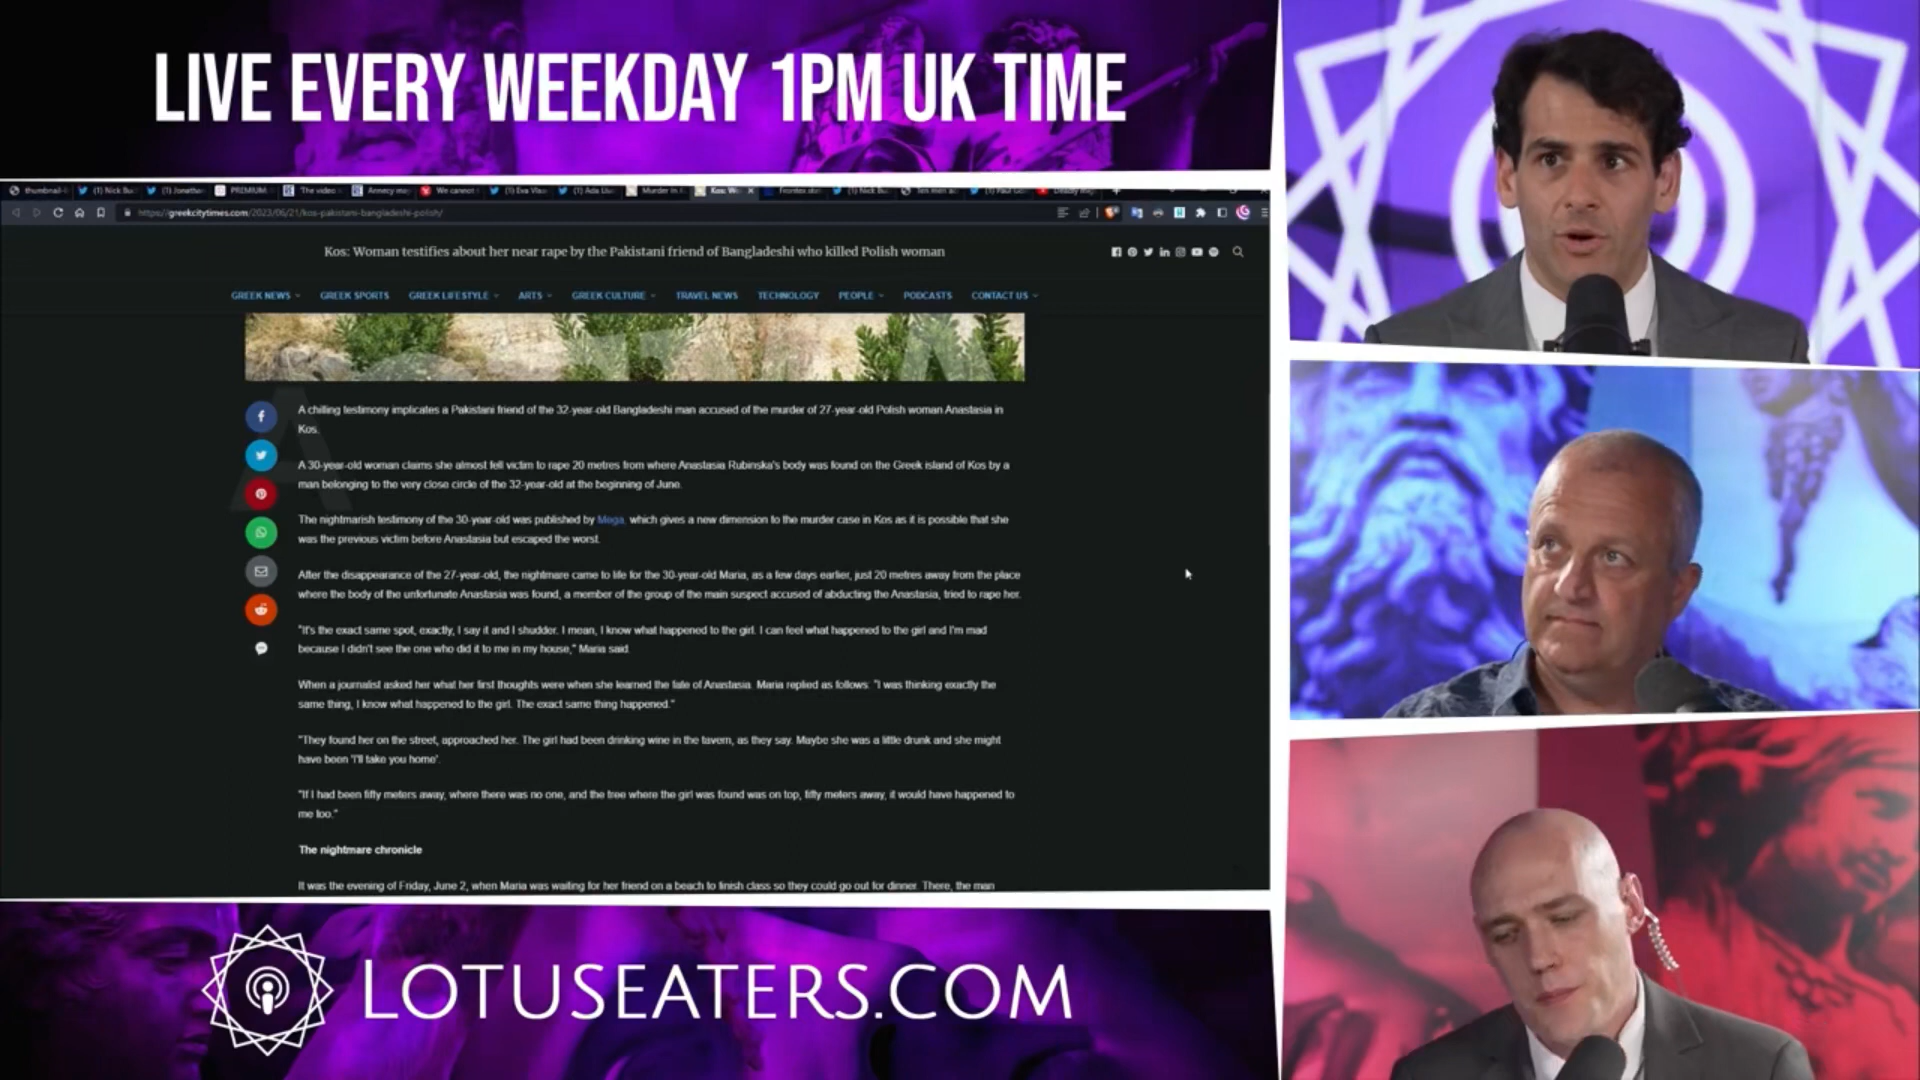 LIVE EVERY WEEKDAY 1PM UK TIME
PREMIUM
The video
Annecy
We cannot
Murder in
https://greekcitytimes.com/2023/06/21/kos-pakistani-bangladeshi-polish/
Kos: Woman testifies about her near rape by the Pakistani friend of Bangladeshi who killed Polish woman
GREEK NEWS GREEK SPORTS GREEK LIFESTYLE ARTS GREEK CULTURE TRAVEL NEWS TECHNOLOGY PEOPLE PODCASTS CONTACT US
A chilling testimony implicates a Pakistani friend of the 32-year-old Bangladeshi man accused of the murder of 27-year-old Polish woman Anastasia in
Kos.
A 30-year-old woman claims she almost fell victim to rape 20 metres from where Anastasia Rubinska's body was found on the Greek island of Kos by a
man belonging to the very close circle of the 32-year-old at the beginning of June.
The nightmarish testimony of the 30-year-old was published by Mega, which gives a new dimension to the murder case in Kos as it is possible that she
was the previous victim before Anastasia but escaped the worst.
After the disappearance of the 27-year-old, the nightmare came to life for the 30-year-old Maria, as a few days earlier, just 20 metres away from the place
where the body of the unfortunate Anastasia was found, a member of the group of the main suspect accused of abducting the Anastasia, tried to rape her.
"It's the exact same spot, exactly, I say it and I shudder. I mean, I know what happened to the girl. I can feel what happened to the girl and I'm mad
because I didn't see the one who did it to me in my house," Maria said.
When a journalist asked her what her first thoughts were when she learned the fate of Anastasia. Maria replied as follows: "I was thinking exactly the
same thing, I know what happened to the girl. The exact same thing happened."
"They found her on the street, approached her. The girl had been drinking wine in the tavern, as they say. Maybe she was a little drunk and she might
have been 'I'll take you home'.
"If I had been fifty meters away, where there was no one, and the tree where the girl was found was on top, fifty meters away, it would have happened to
me too."
The nightmare chronicle
It was the evening of Friday, June 2, when Maria was waiting for her friend on a beach to finish class so they could go out for dinner. There, the man
LOTUSEATERS.COM